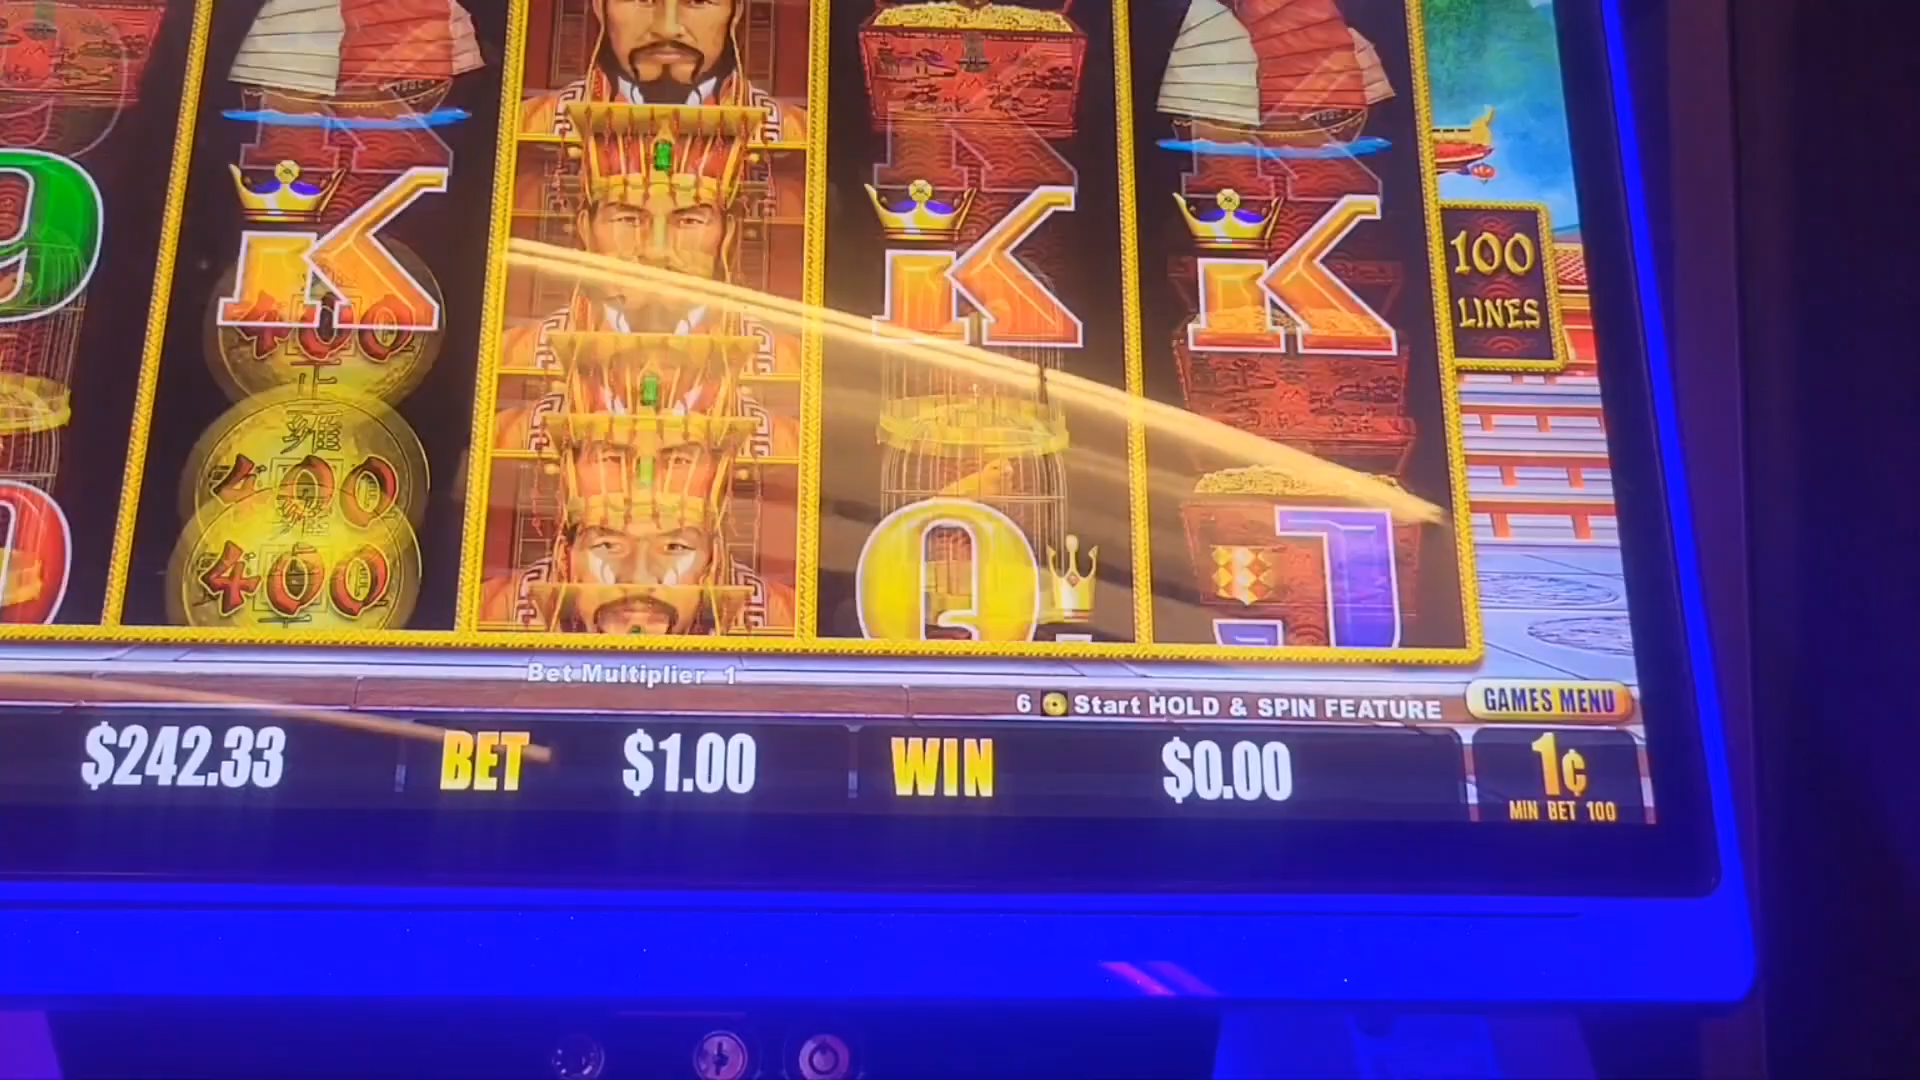 9
K
K
K
100
LINES
400
400
400
Q
J
Bet Multiplier 1
6 Start HOLD & SPIN FEATURE
GAMES MENU
$242.33
BET
$1.00
WIN
$0.00
1¢
MIN BET 100